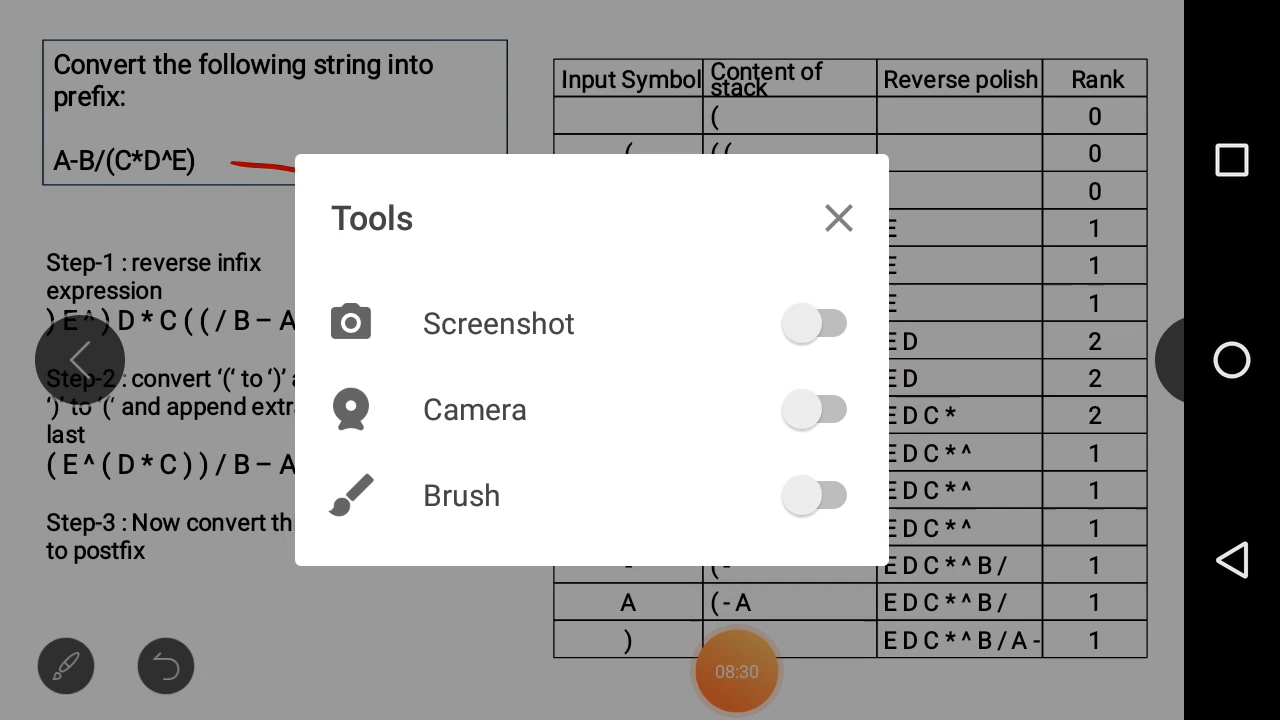 Convert the following string into
prefix:
A-B/(C*D^E)
Step-1 : reverse infix
expression
) E ^ ) D * C ( ( / B – A
Step-2 : convert ‘(‘ to ‘)’
‘)’ to ‘(‘ and append
last
( E ^ ( D * C ) ) / B – A
Step-3 : Now convert
to postfix
Tools
Screenshot
Camera
Brush
Input Symbol Content of stack Reverse polish Rank
( 0
( ( ( 0
0
E 1
E 1
E 1
E D 2
E D 2
E D C * 2
E D C * ^ 1
E D C * ^ 1
E D C * ^ 1
- ( - E D C * ^ B / 1
A ( - A E D C * ^ B / 1
) E D C * ^ B / A - 1
08:30